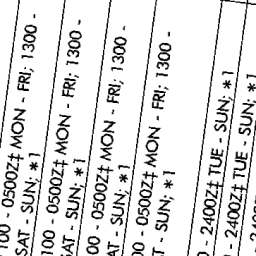 100 - 0500Z‡ MON - FRI; 1300 -
SAT - SUN; *1
100 - 0500Z‡ MON - FRI; 1300 -
SAT - SUN; *1
00 - 0500Z‡ MON - FRI; 1300 -
AT - SUN; *1
00 - 0500Z‡ MON - FRI; 1300 -
T - SUN; *1
0 - 2400Z‡ TUE - SUN; *1
0 - 2400Z‡ TUE - SUN; *1